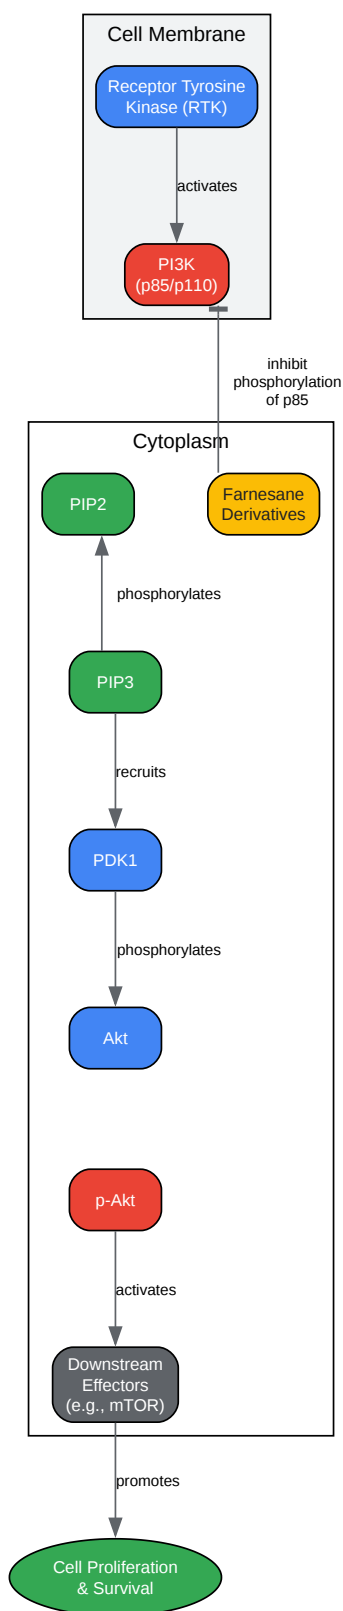 Cell Membrane
Receptor Tyrosine
Kinase (RTK)
activates
PI3K
(p85/p110)
inhibit
phosphorylation
of p85
Cytoplasm
PIP2
Farnesane
Derivatives
phosphorylates
PIP3
recruits
PDK1
phosphorylates
Akt
p-Akt
activates
Downstream
Effectors
(e.g., mTOR)
promotes
Cell Proliferation
& Survival